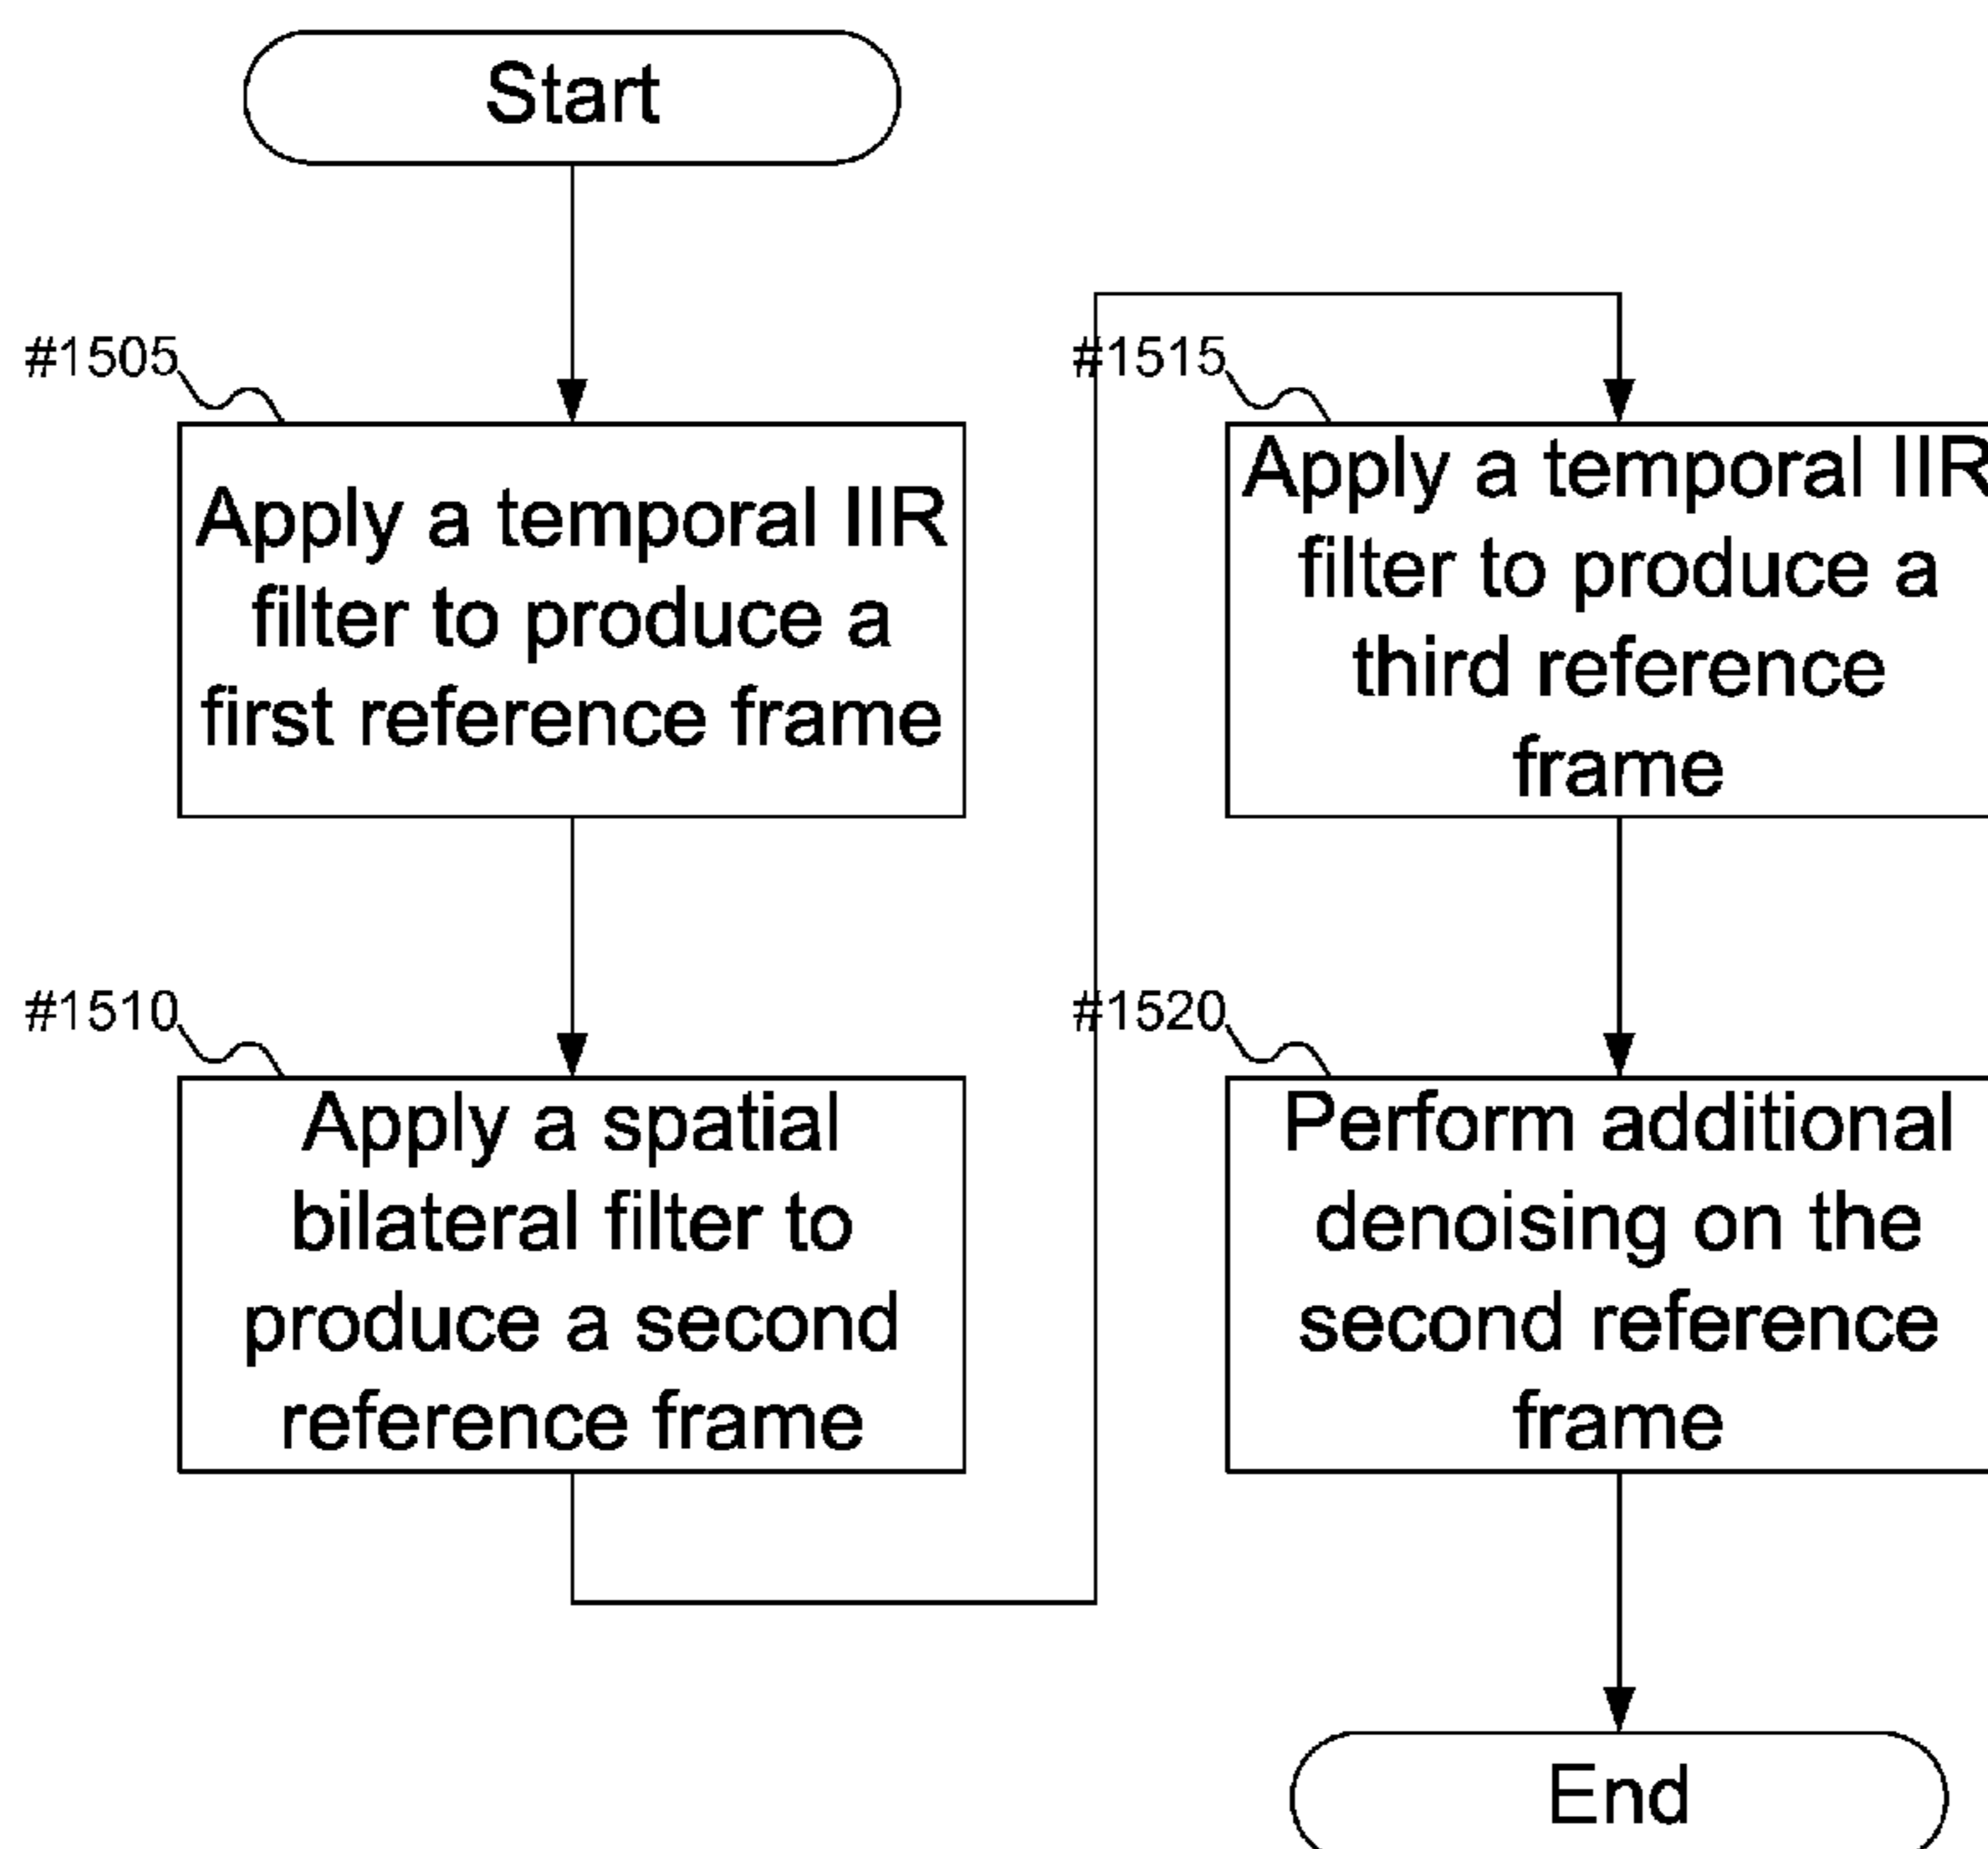 Start
#1505
Apply a temporal IIR
filter to produce a
first reference frame
#1510
Apply a spatial
bilateral filter to
produce a second
reference frame
#1515
Apply a temporal IIR
filter to produce a
third reference
frame
#1520
Perform additional
denoising on the
second reference
frame
End